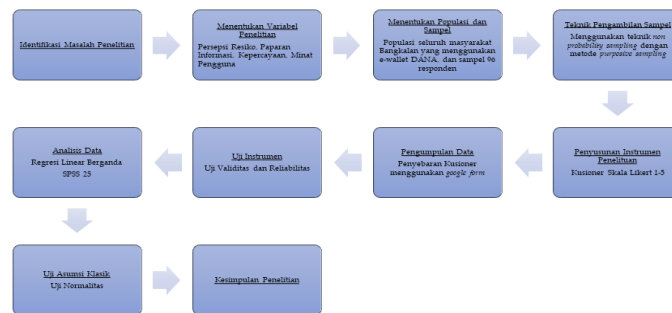 Identifikasi Masalah Penelitian
Menentukan Variabel
Penelitian
Persepsi Resiko, Paparan
Informasi, Kepercayaan, Minat
Pengguna
Menentukan Populasi dan
Sampel
Populasi seluruh masyarakat
Bangkalan yang menggunakan
e-wallet DANA, dan sampel 96
responden
Teknik Pengambilan Sampel
Menggunakan teknik non
probability sampling dengan
metode purposive sampling
Penyusunan Instrumen
Penelituan
Kusioner Skala Likert 1-5
Pengumpulan Data
Penyebaran Kusioner
menggunakan google form
Uji Instrumen
Uji Validitas dan Reliabilitas
Analisis Data
Regresi Linear Berganda
SPSS 25
Uji Asumsi Klasik
Uji Normalitas
Kesimpulan Penelitian